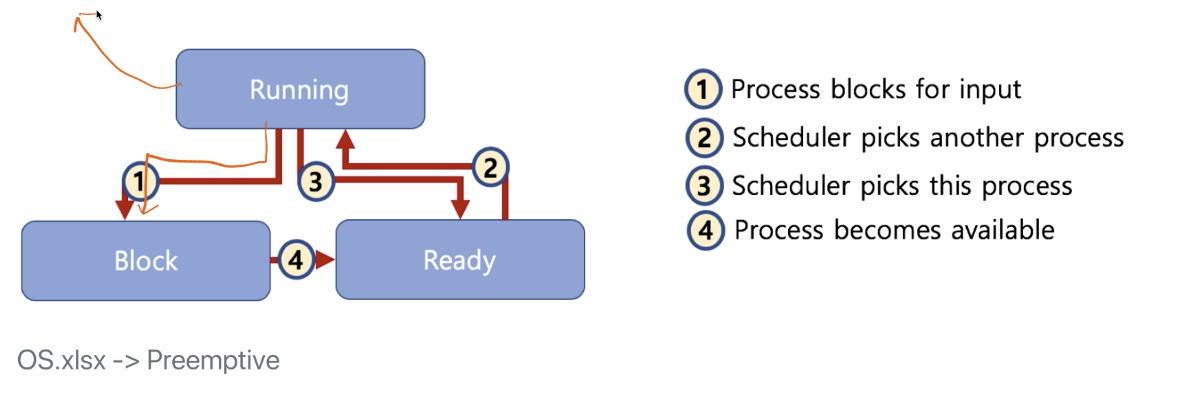 Running
1
3
2
Block
4
Ready
1 Process blocks for input
2 Scheduler picks another process
3 Scheduler picks this process
4 Process becomes available
OS.xlsx -> Preemptive